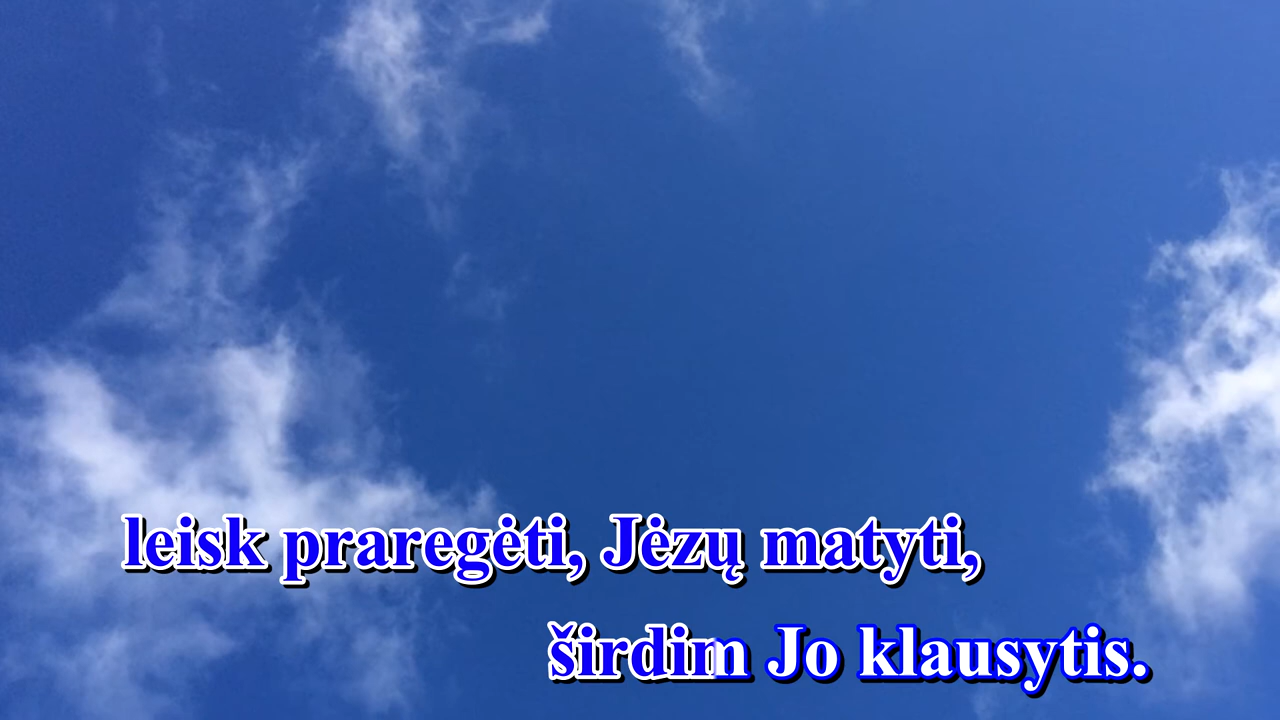 leisk praregėti, Jėzų matyti,
širdim Jo klausytis.